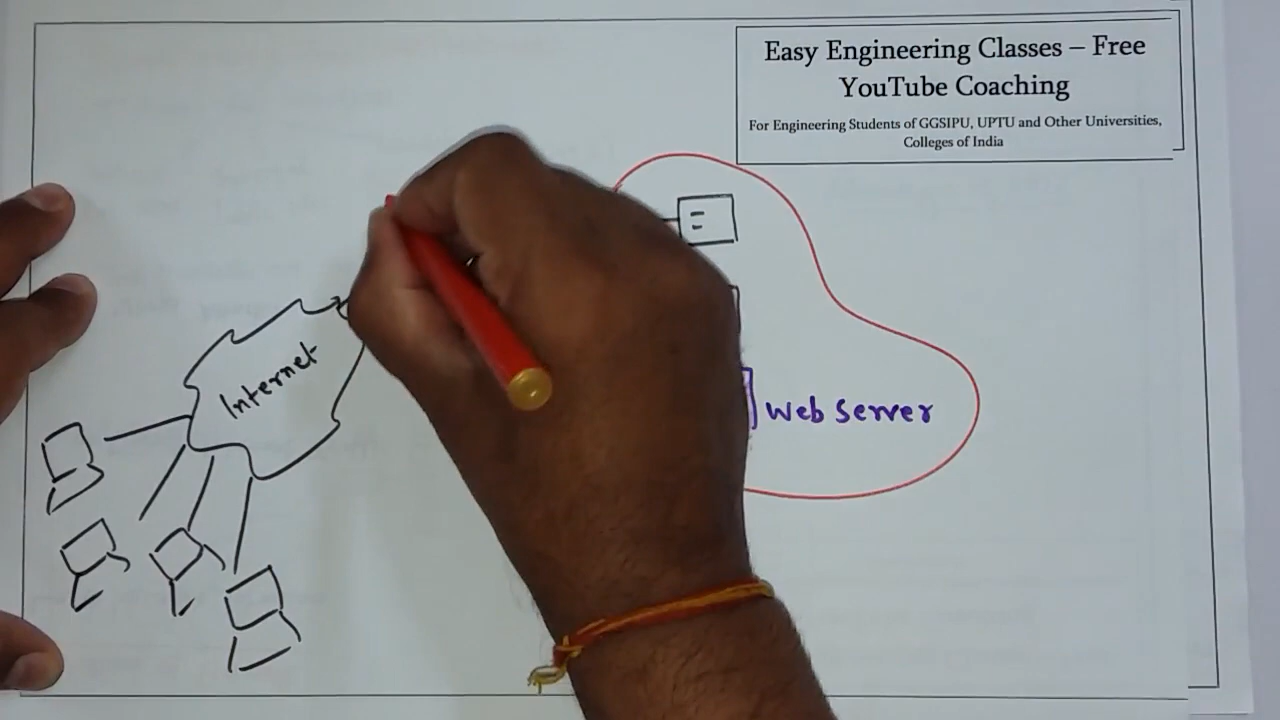 Easy Engineering Classes – Free
YouTube Coaching
For Engineering Students of GGSIPU, UPTU and Other Universities,
Colleges of India
Internet
Web Server